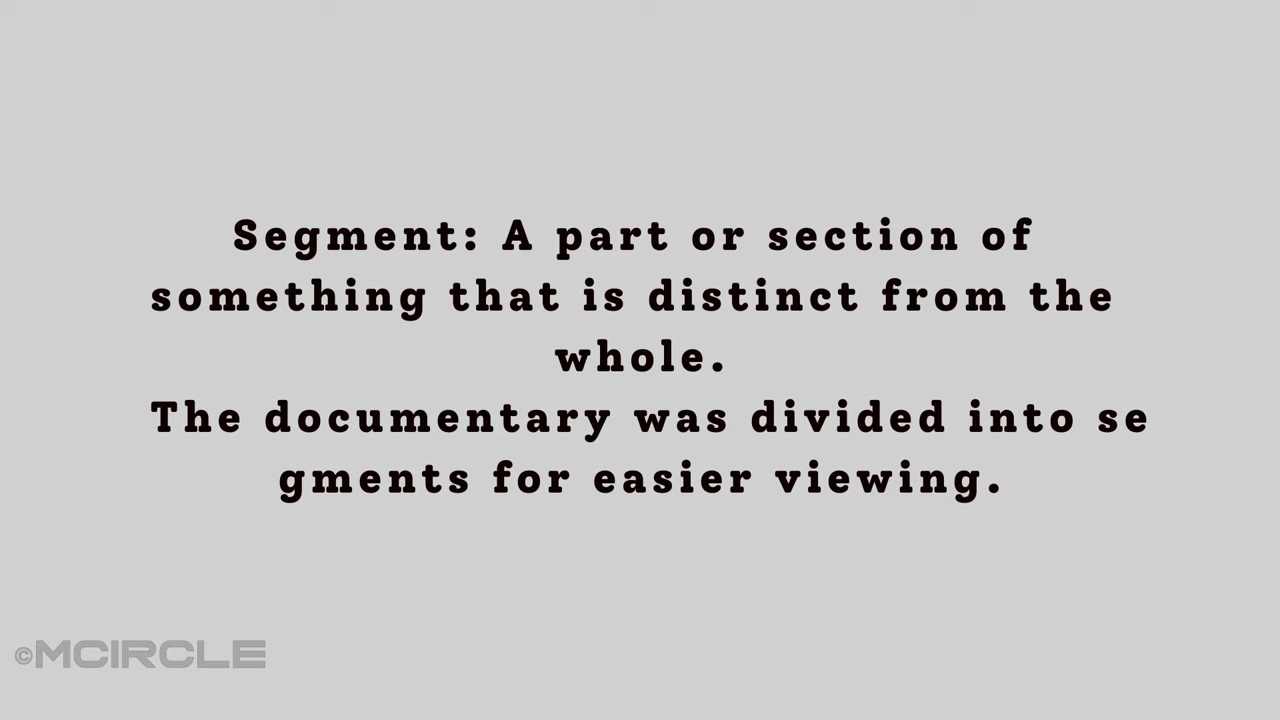 Segment: A part or section of
something that is distinct from the
whole.
The documentary was divided into se
gments for easier viewing.
©MCIRCLE